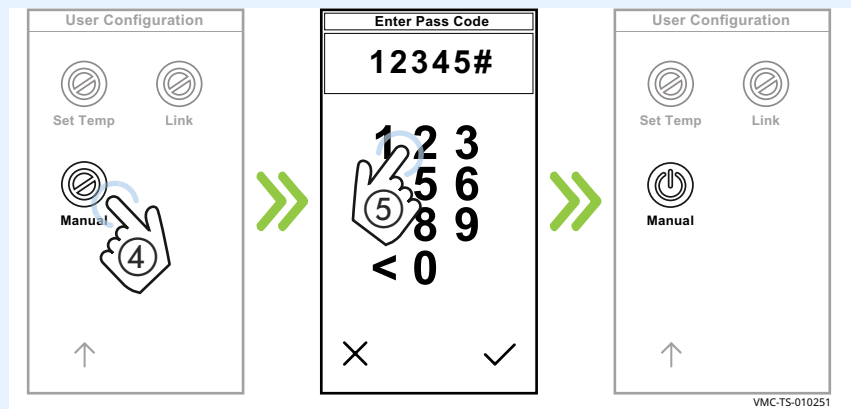 User Configuration
Set Temp Link
Manual
4
Enter Pass Code
12345#
1 2 3
5 6
5
8 9
< 0
User Configuration
Set Temp Link
Manual
VMC-TS-010251